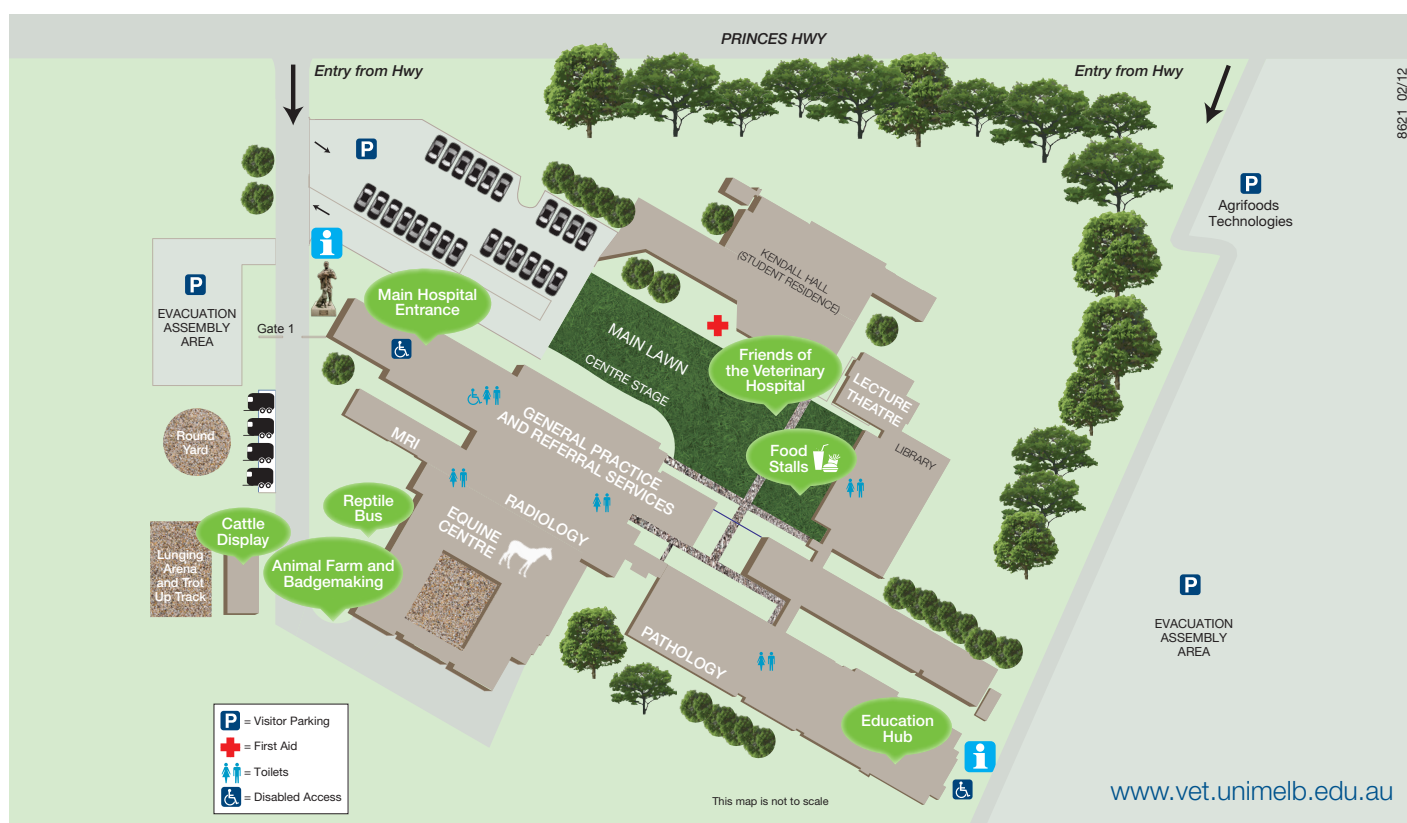 PRINCES HWY
Entry from Hwy
Entry from Hwy
8621 02/12
P
P
Agrifoods
Technologies
i
P
EVACUATION
ASSEMBLY
AREA
Gate 1
Main Hospital
Entrance
KENDALL HALL
(STUDENT RESIDENCE)
MAIN LAWN
CENTRE STAGE
Friends of
the Veterinary
Hospital
LECTURE
THEATRE
LIBRARY
Food
Stalls
GENERAL PRACTICE
AND REFERRAL SERVICES
MRI
RADIOLOGY
EQUINE
CENTRE
Round
Yard
Reptile
Bus
Cattle
Display
Lunging
Arena
and Trot
Up Track
Animal Farm and
Badgemaking
P
EVACUATION
ASSEMBLY
AREA
PATHOLOGY
Education
Hub
i
P = Visitor Parking
= First Aid
= Toilets
= Disabled Access
This map is not to scale
www.vet.unimelb.edu.au